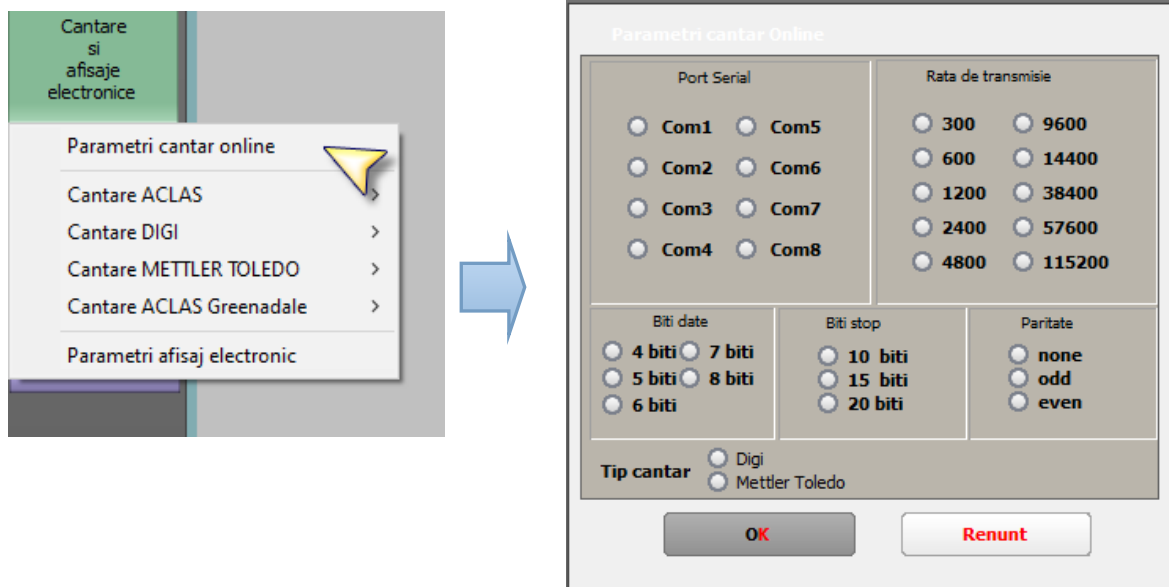 Cantare
si
afisaje
electronice
Parametri cantar online
Cantare ACLAS
Cantare DIGI
Cantare METTLER TOLEDO
Cantare ACLAS Greenadale
Parametri afisaj electronic
Parametri cantar Online
Port Serial
Com1 Com5
Com2 Com6
Com3 Com7
Com4 Com8
Rata de transmisie
300 9600
600 14400
1200 38400
2400 57600
4800 115200
Biti date
4 biti 7 biti
5 biti 8 biti
6 biti
Biti stop
10 biti
15 biti
20 biti
Paritate
none
odd
even
Tip cantar
Digi
Mettler Toledo
OK
Renunt